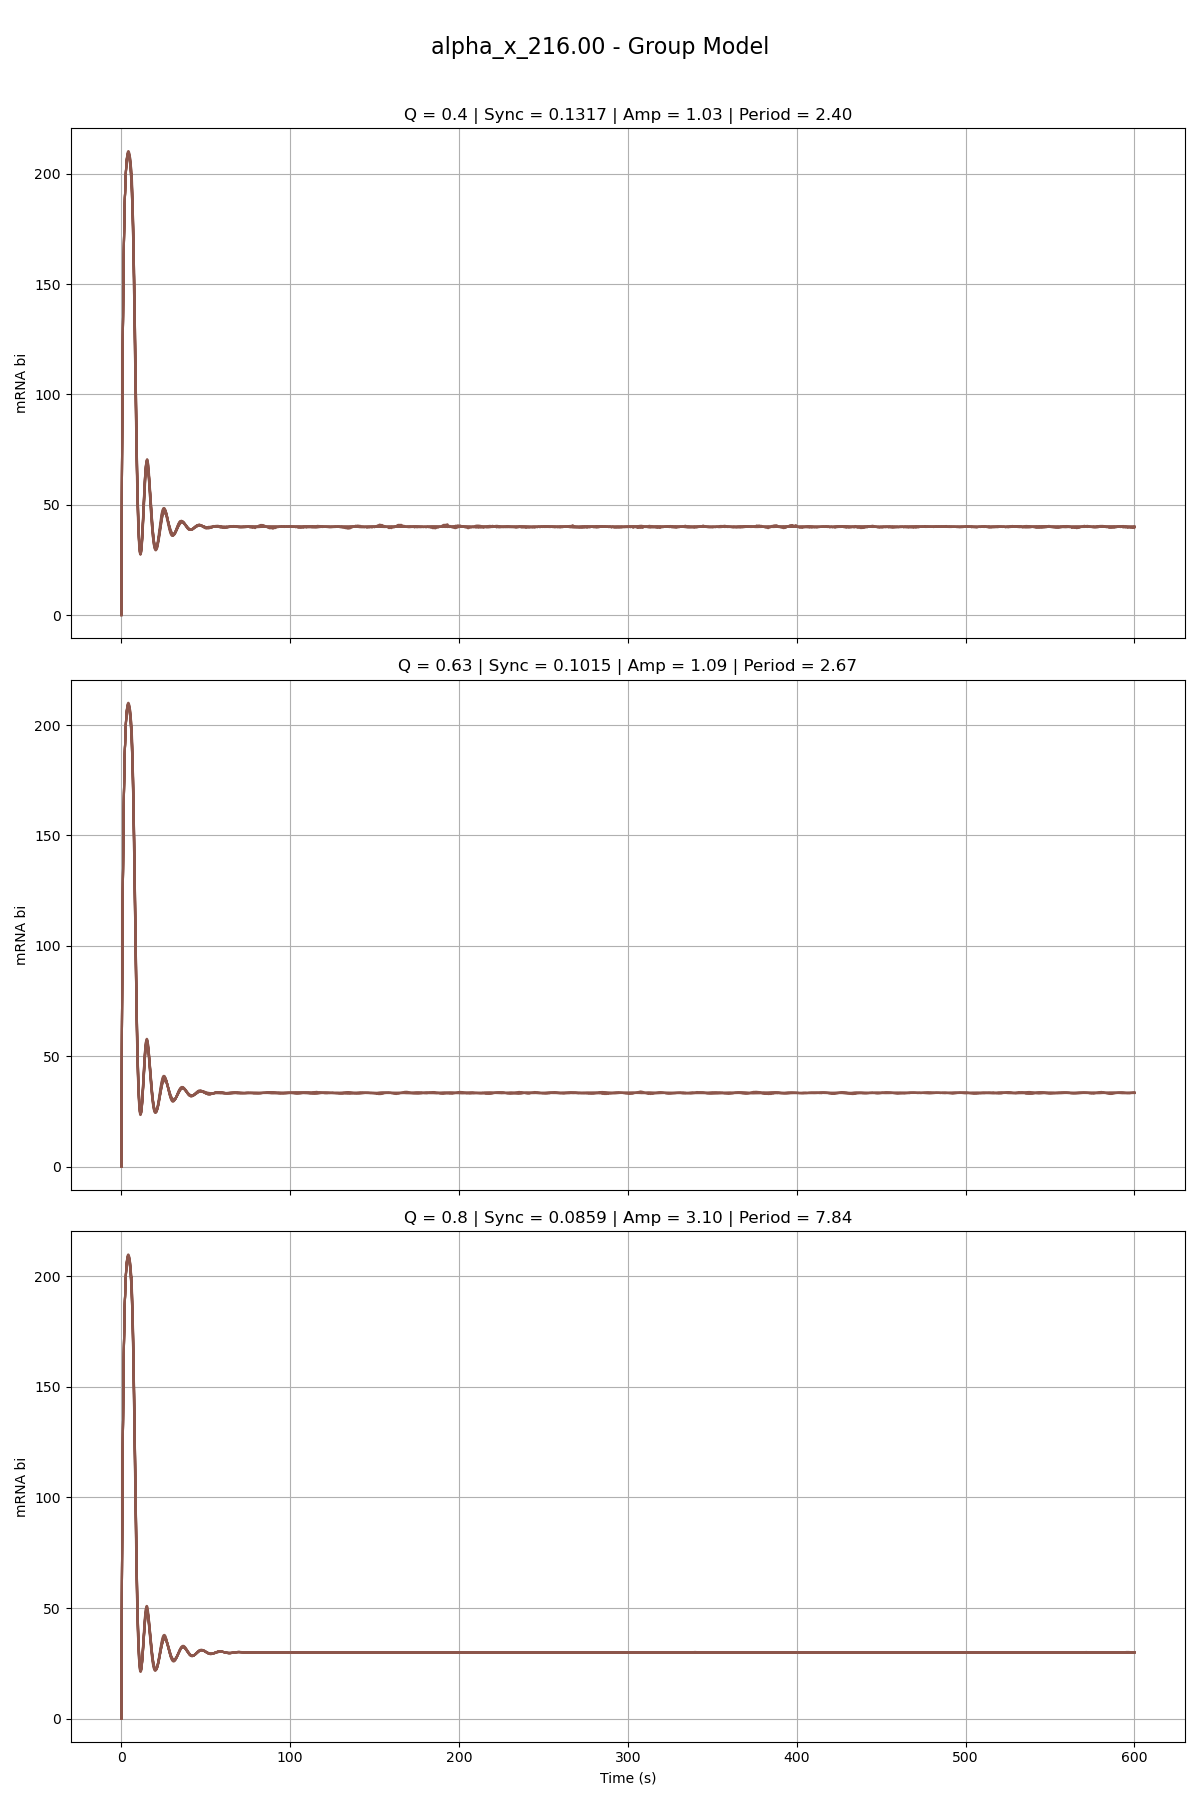 alpha_x_216.00 - Group Model
Q = 0.4 | Sync = 0.1317 | Amp = 1.03 | Period = 2.40
200
150
100
50
0
mRNA bi
Q = 0.63 | Sync = 0.1015 | Amp = 1.09 | Period = 2.67
200
150
100
50
0
mRNA bi
Q = 0.8 | Sync = 0.0859 | Amp = 3.10 | Period = 7.84
200
150
100
50
0
mRNA bi
0 100 200 300 400 500 600
Time (s)